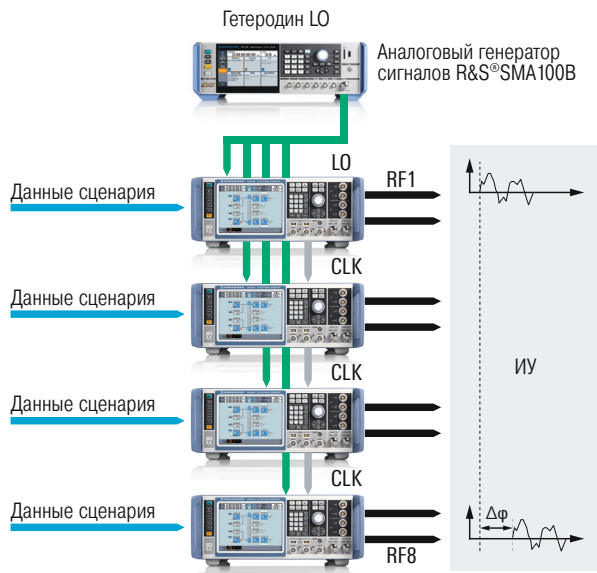 Гетеродин LO
Аналоговый генератор
сигналов R&S®SMA100B
LO
Данные сценария
RF1
CLK
Данные сценария
ИУ
CLK
Данные сценария
CLK
Данные сценария
Δφ
RF8